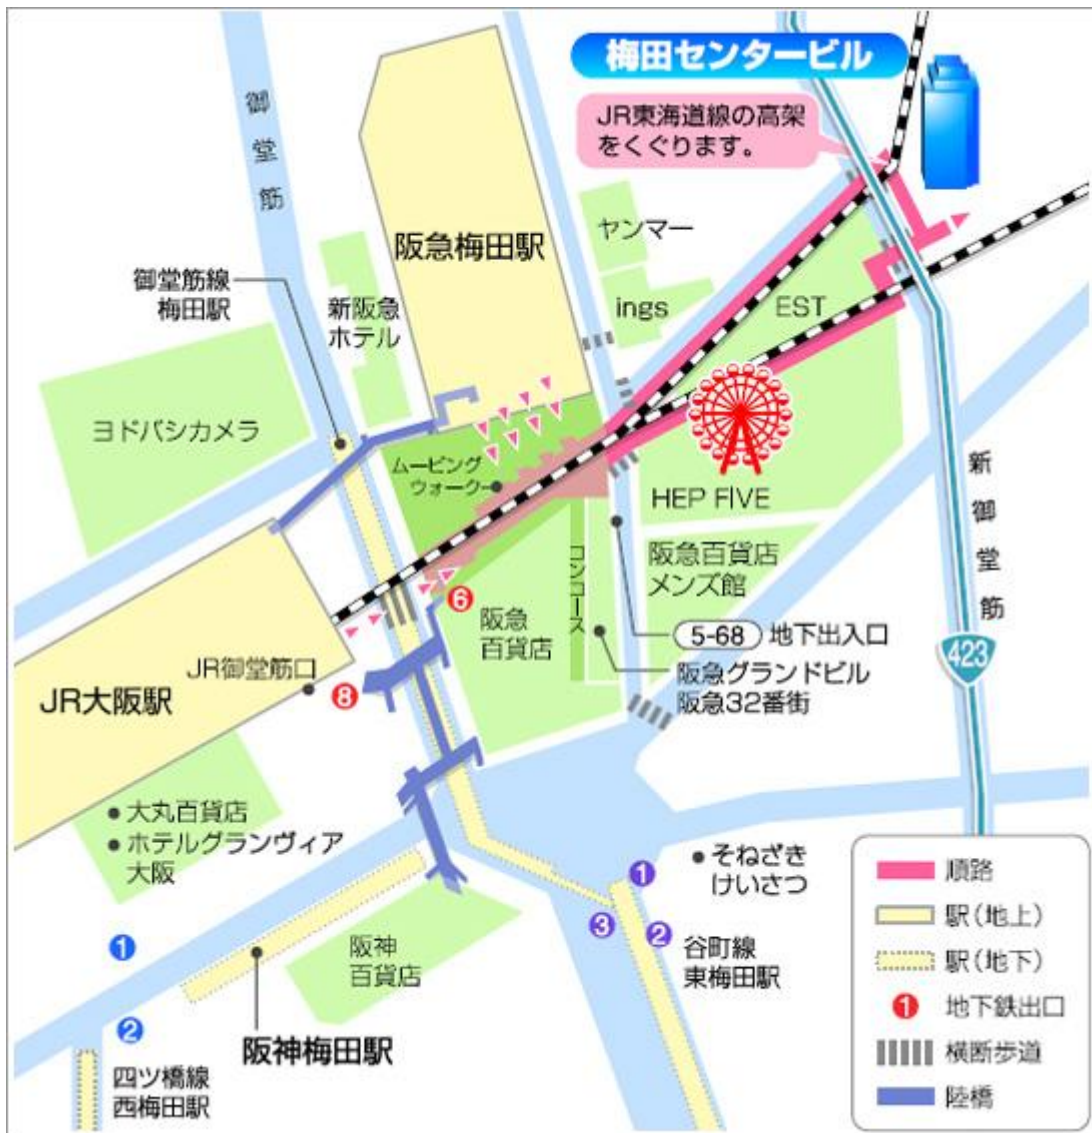 梅田センタービル
JR東海道線の高架
をくぐります。
御堂筋
阪急梅田駅
ヤンマー
御堂筋線
梅田駅
新阪急
ホテル
ings
EST
ヨドバシカメラ
ムービング
ウォーク
HEP FIVE
新御堂筋
コンコース
阪急百貨店
メンズ館
6
阪急
百貨店
5-68 地下出入口
423
JR御堂筋口
8
阪急グランドビル
阪急32番街
JR大阪駅
大丸百貨店
ホテルグランヴィア
大阪
そねざき
けいさつ
1
3
2
谷町線
東梅田駅
阪神
百貨店
1
2
阪神梅田駅
四ツ橋線
西梅田駅
順路
駅(地上)
駅(地下)
1 地下鉄出口
横断歩道
陸橋